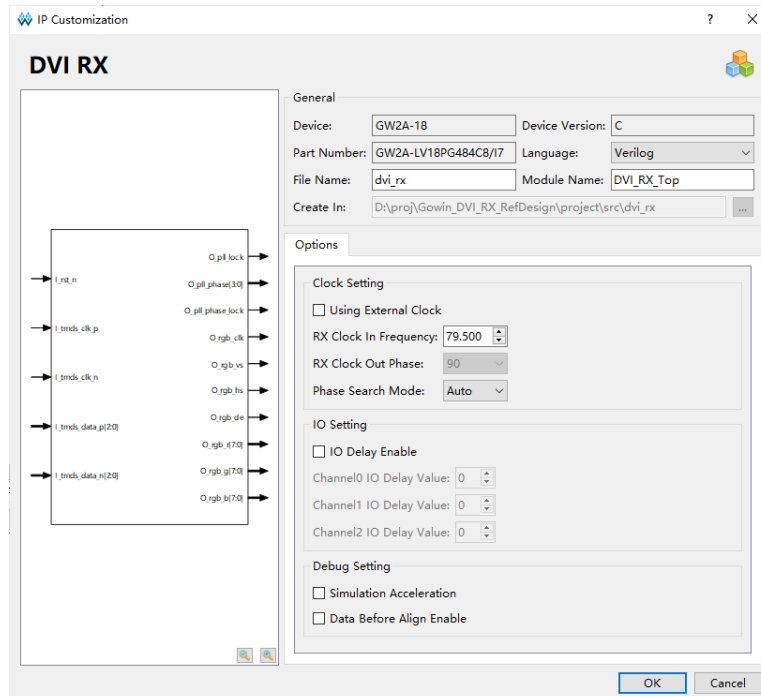 IP Customization
DVI RX
General
Device: GW2A-18 Device Version: C
Part Number: GW2A-LV18PG484C8/I7 Language: Verilog
File Name: dvi_rx Module Name: DVI_RX_Top
Create In: D:\proj\Gowin_DVI_RX_RefDesign\project\src\dvi_rx ...
I_rst_n
I_tmds_clk_p
I_tmds_clk_n
I_tmds_data_p[2:0]
I_tmds_data_n[2:0]
O_pll_lock
O_pll_phase[3:0]
O_pll_phase_lock
O_rgb_clk
O_rgb_vs
O_rgb_hs
O_rgb_de
O_rgb_r[7:0]
O_rgb_g[7:0]
O_rgb_b[7:0]
Options
Clock Setting
Using External Clock
RX Clock In Frequency: 79.500
RX Clock Out Phase: 90
Phase Search Mode: Auto
IO Setting
IO Delay Enable
Channel0 IO Delay Value: 0
Channel1 IO Delay Value: 0
Channel2 IO Delay Value: 0
Debug Setting
Simulation Acceleration
Data Before Align Enable
OK Cancel